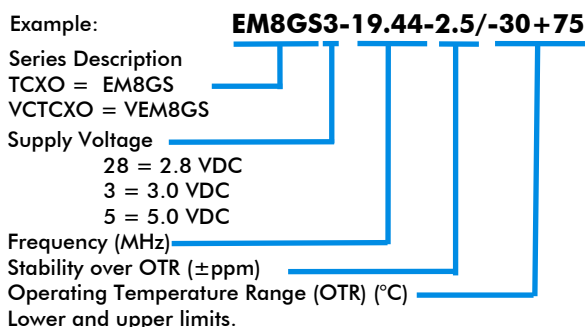 Example: EM8GS3-19.44-2.5/-30+75
Series Description
TCXO = EM8GS
VCTCXO = VEM8GS
Supply Voltage
28 = 2.8 VDC
3 = 3.0 VDC
5 = 5.0 VDC
Frequency (MHz)
Stability over OTR (±ppm)
Operating Temperature Range (OTR) (°C)
Lower and upper limits.